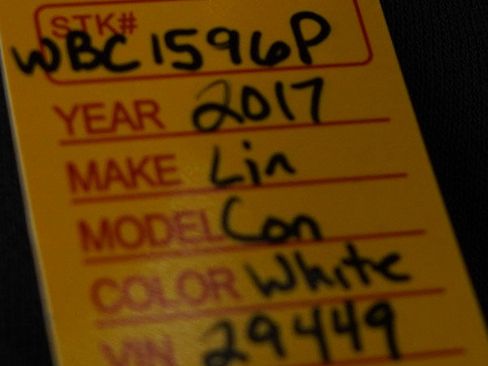 STK#
WBC1596P
YEAR 2017
MAKE Lin
MODEL Con
COLOR White
VIN 29449